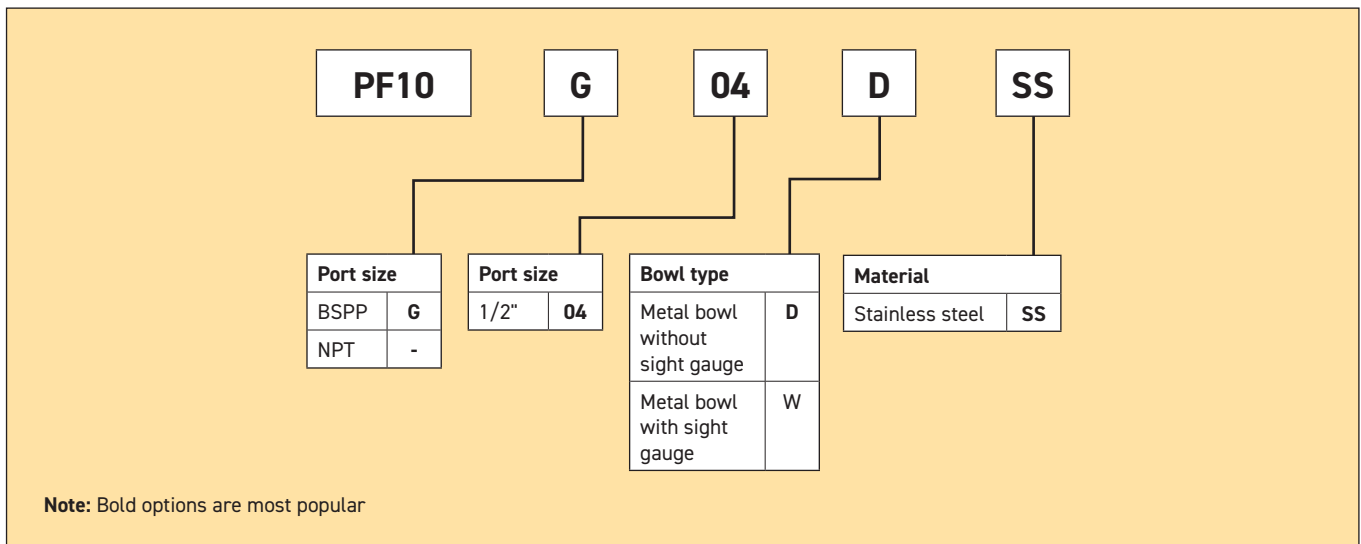 PF10 G 04 D SS
Port size
BSPP G
NPT -
Port size
1/2" 04
Bowl type
Metal bowl D
without
sight gauge
Metal bowl W
with sight
gauge
Material
Stainless steel SS
Note: Bold options are most popular